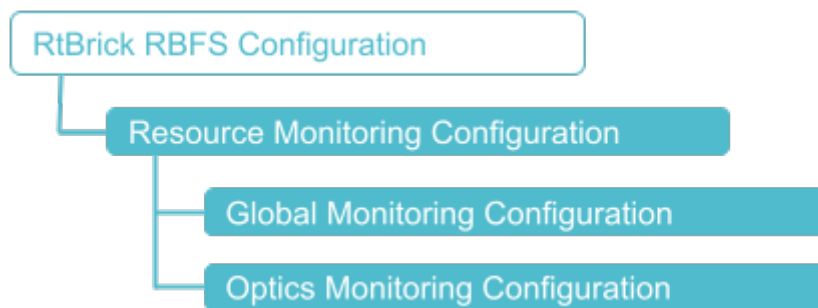 RtBrick RBFS Configuration
Resource Monitoring Configuration
Global Monitoring Configuration
Optics Monitoring Configuration